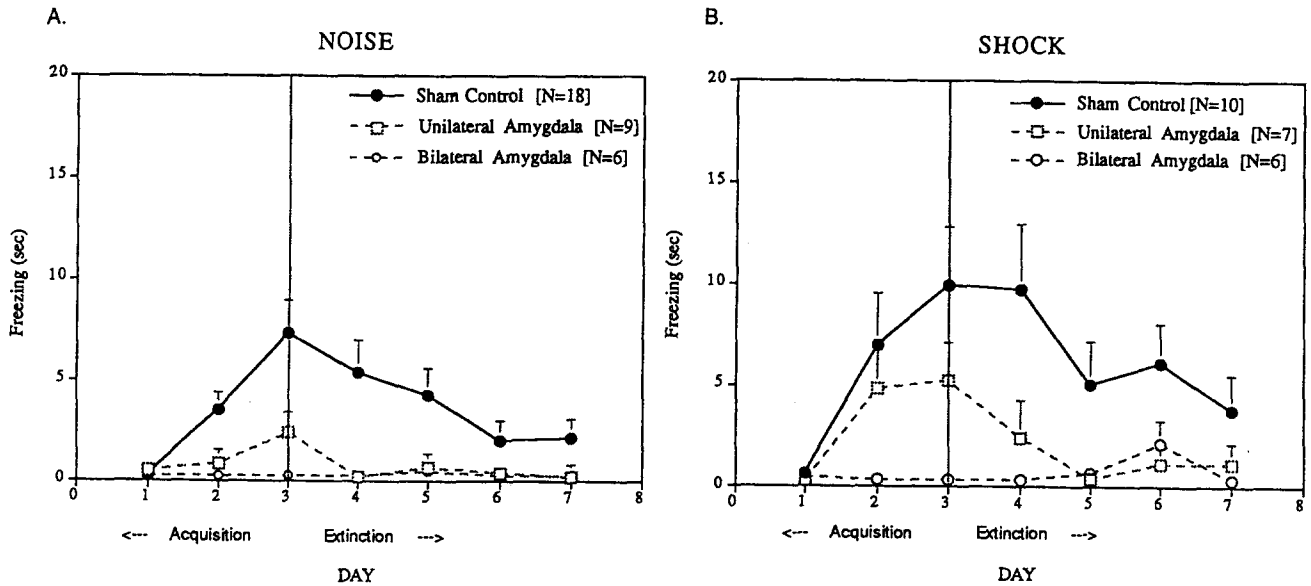 A.
NOISE
20
15
10
5
0
Freezing (sec)
Sham Control [N=18]
Unilateral Amygdala [N=9]
Bilateral Amygdala [N=6]
0 1 2 3 4 5 6 7 8
<--- Acquisition Extinction --->
DAY
B.
SHOCK
20
15
10
5
0
Freezing (sec)
Sham Control [N=10]
Unilateral Amygdala [N=7]
Bilateral Amygdala [N=6]
0 1 2 3 4 5 6 7 8
<--- Acquisition Extinction --->
DAY